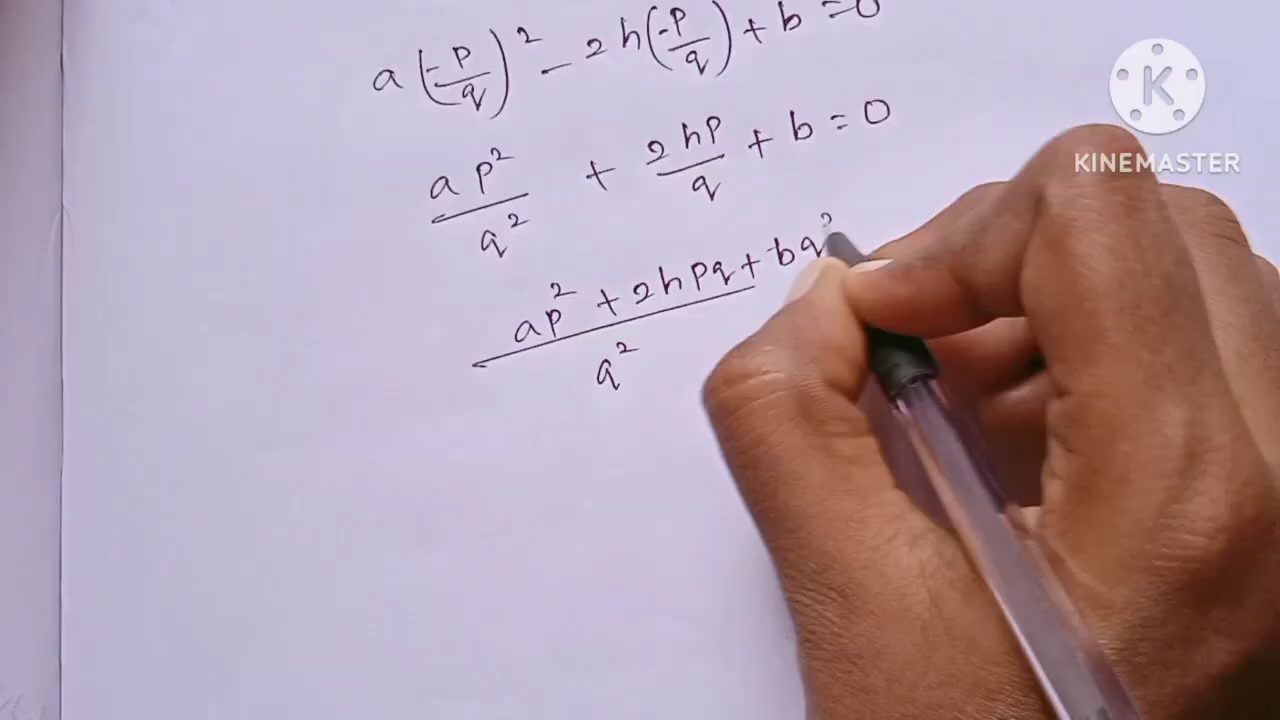 a(-p/q)² - 2h(-p/q) + b = 0
ap²/q² + 2hp/q + b = 0
ap² + 2hpq + bq²/q²
K
KINEMASTER